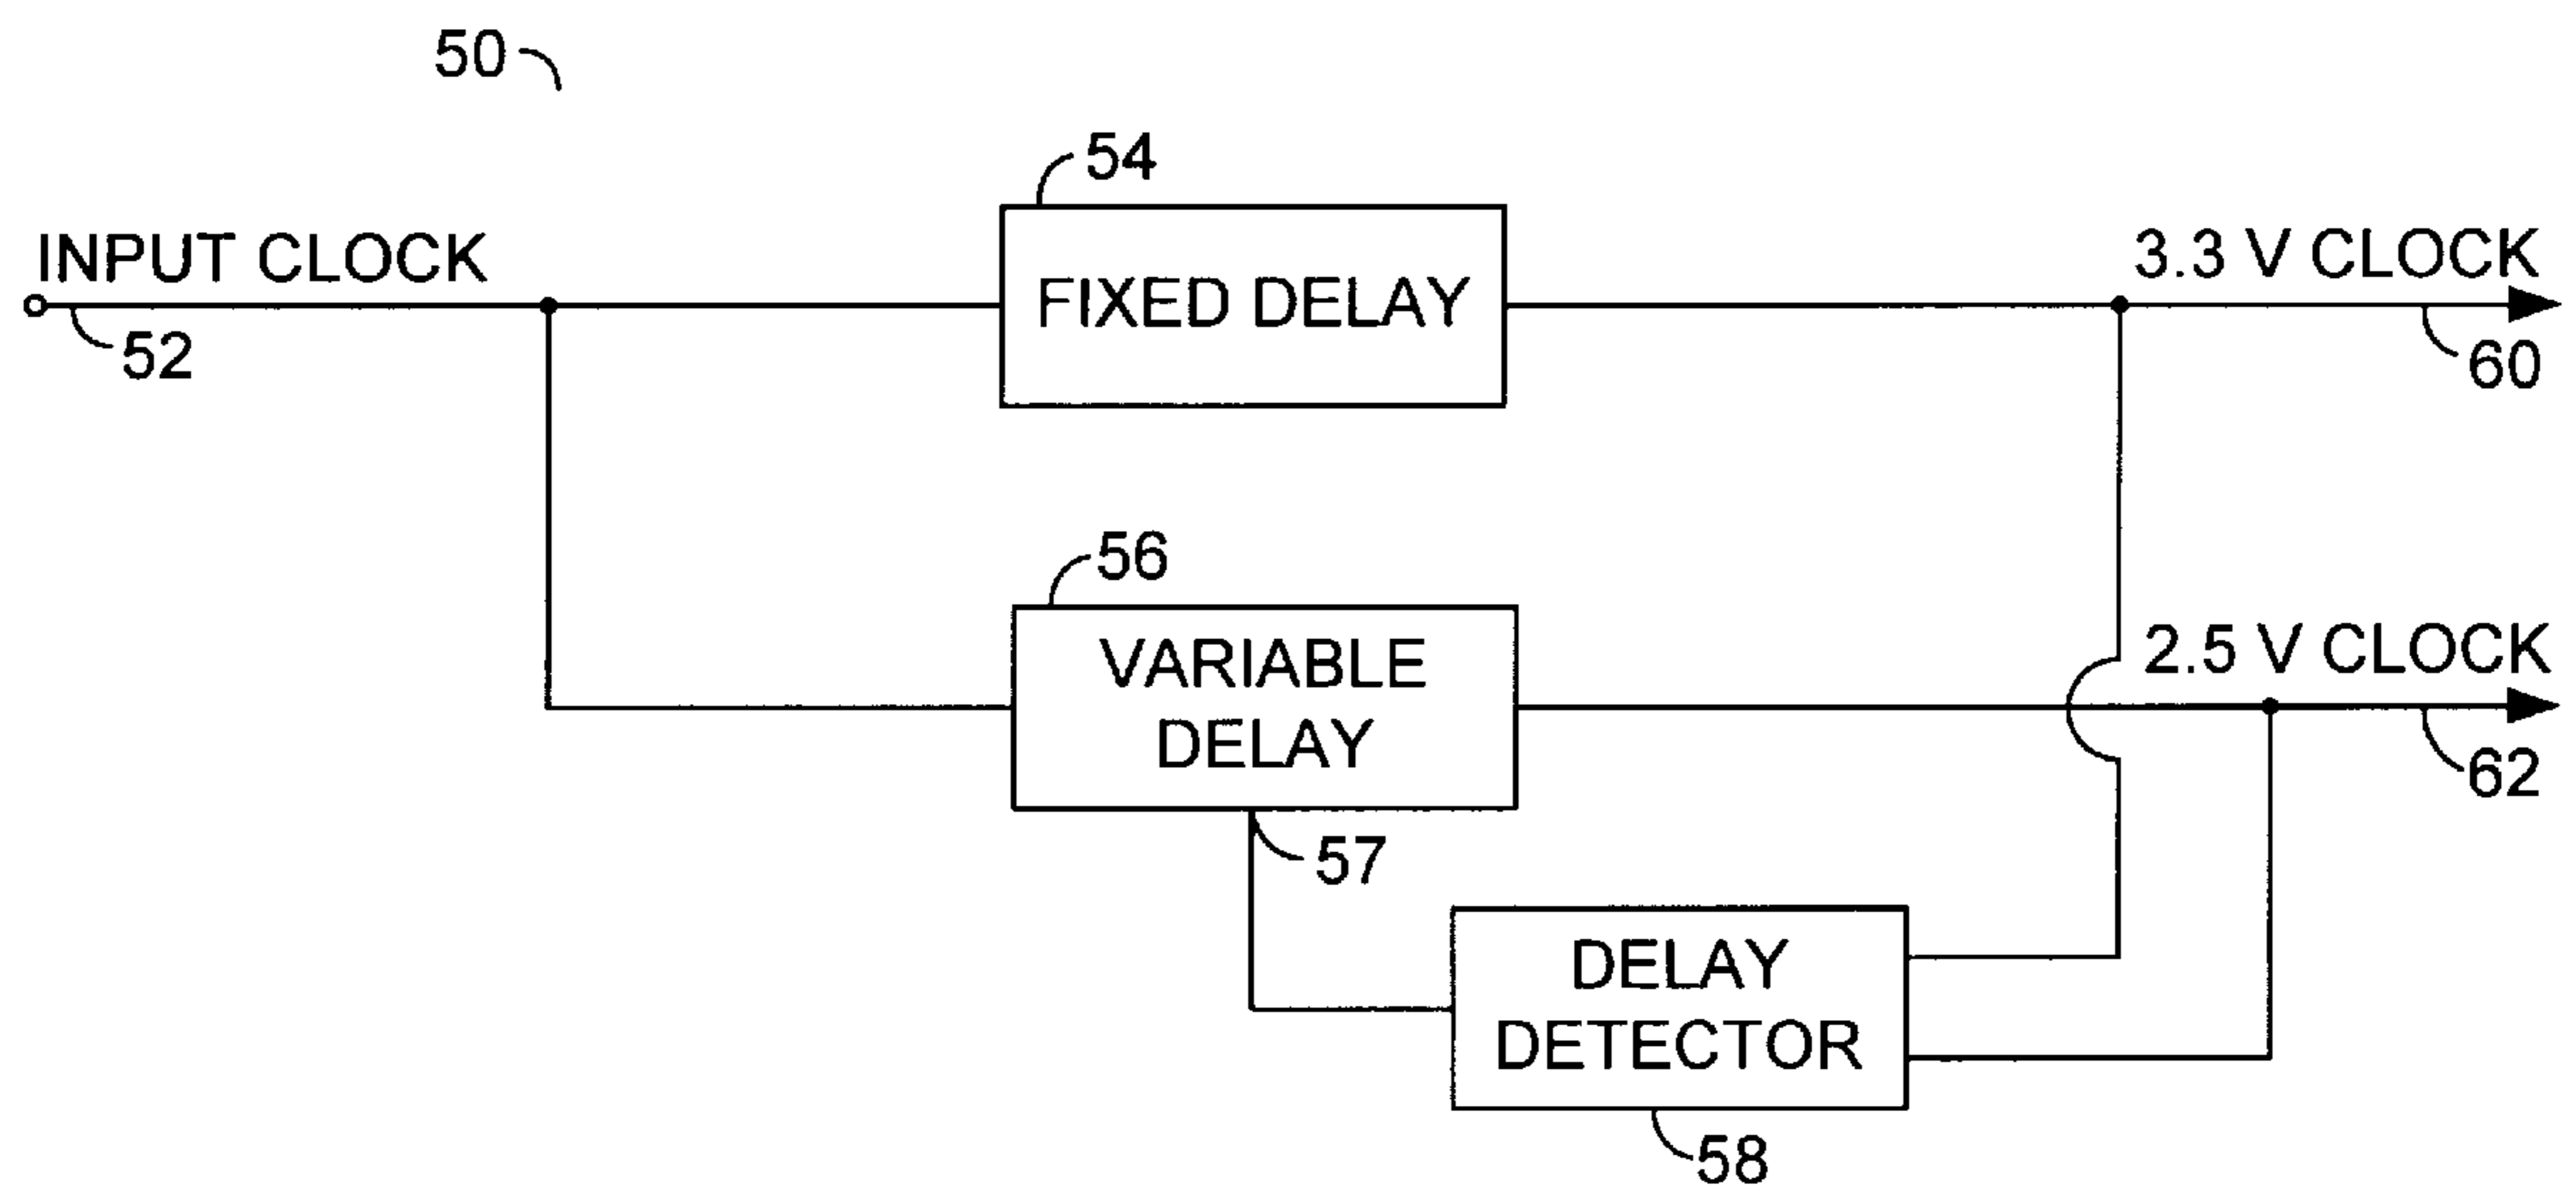 50
54
INPUT CLOCK
3.3 V CLOCK
FIXED DELAY
52
60
56
2.5 V CLOCK
VARIABLE
DELAY
62
57
DELAY
DETECTOR
58